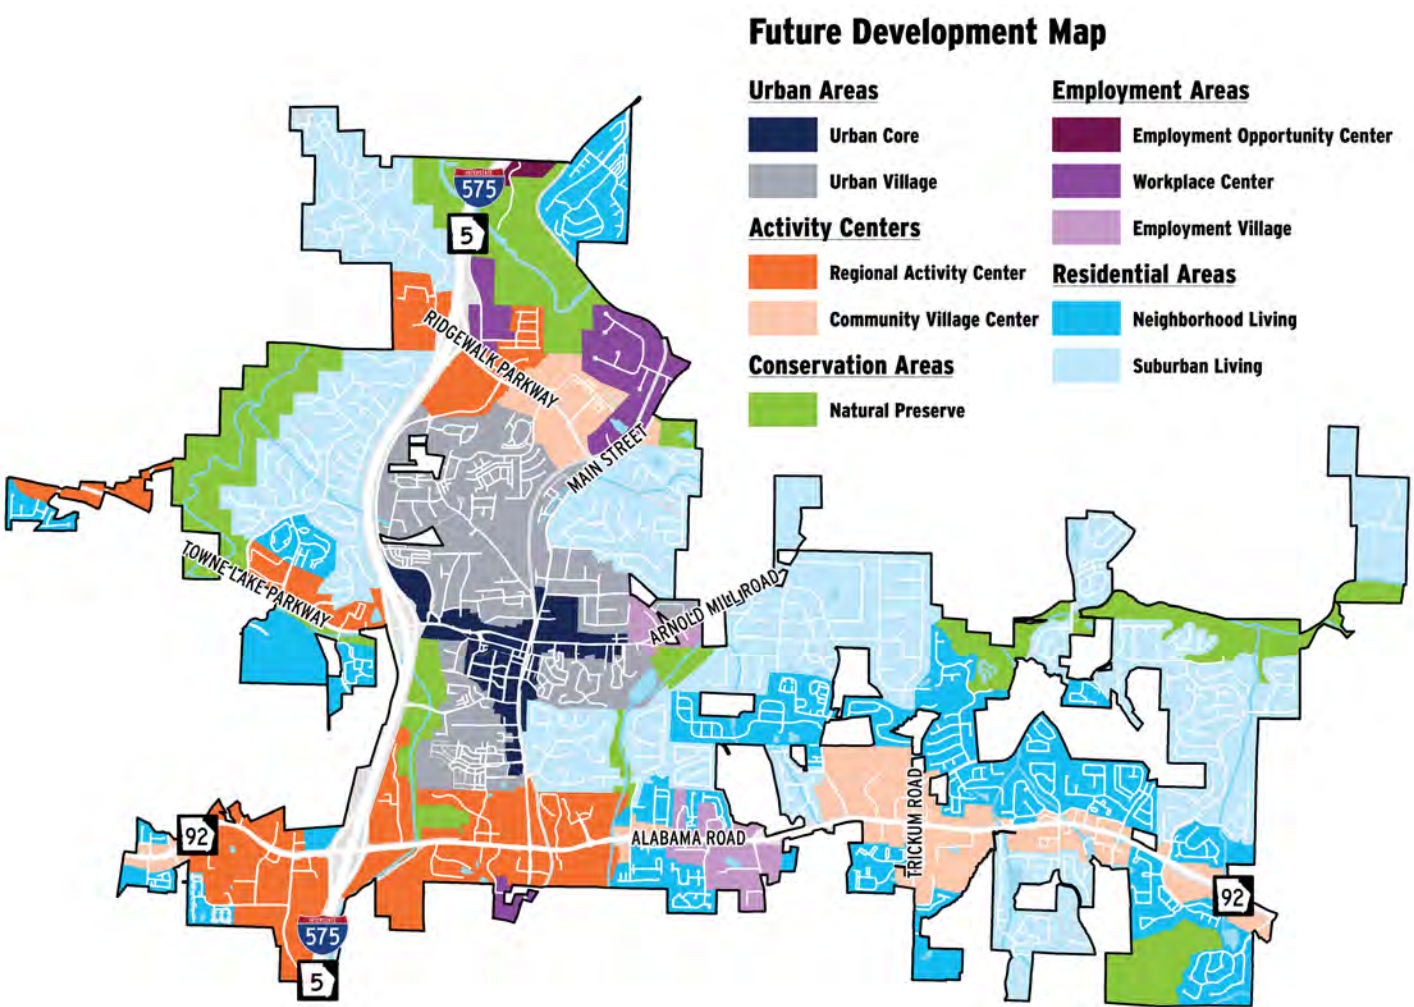 Future Development Map
Urban Areas
Urban Core
Urban Village
Activity Centers
Regional Activity Center
Community Village Center
Conservation Areas
Natural Preserve
Employment Areas
Employment Opportunity Center
Workplace Center
Employment Village
Residential Areas
Neighborhood Living
Suburban Living
INTERSTATE
575
5
RIDGEWALK PARKWAY
MAIN STREET
TOWNE LAKE PARKWAY
ARNOLD MILL ROAD
TRICKUM ROAD
92
ALABAMA ROAD
92
INTERSTATE
575
5